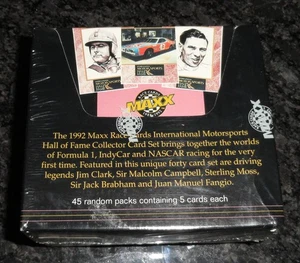 MAXX
The 1992 Maxx Race Cards International Motorsports
Hall of Fame Collector Card Set brings together the worlds
of Formula 1, IndyCar and NASCAR racing for the very
first time. Featured in this unique forty card set are driving
legends Jim Clark, Sir Malcolm Campbell, Sterling Moss,
Sir Jack Brabham and Juan Manuel Fangio.
45 random packs containing 5 cards each